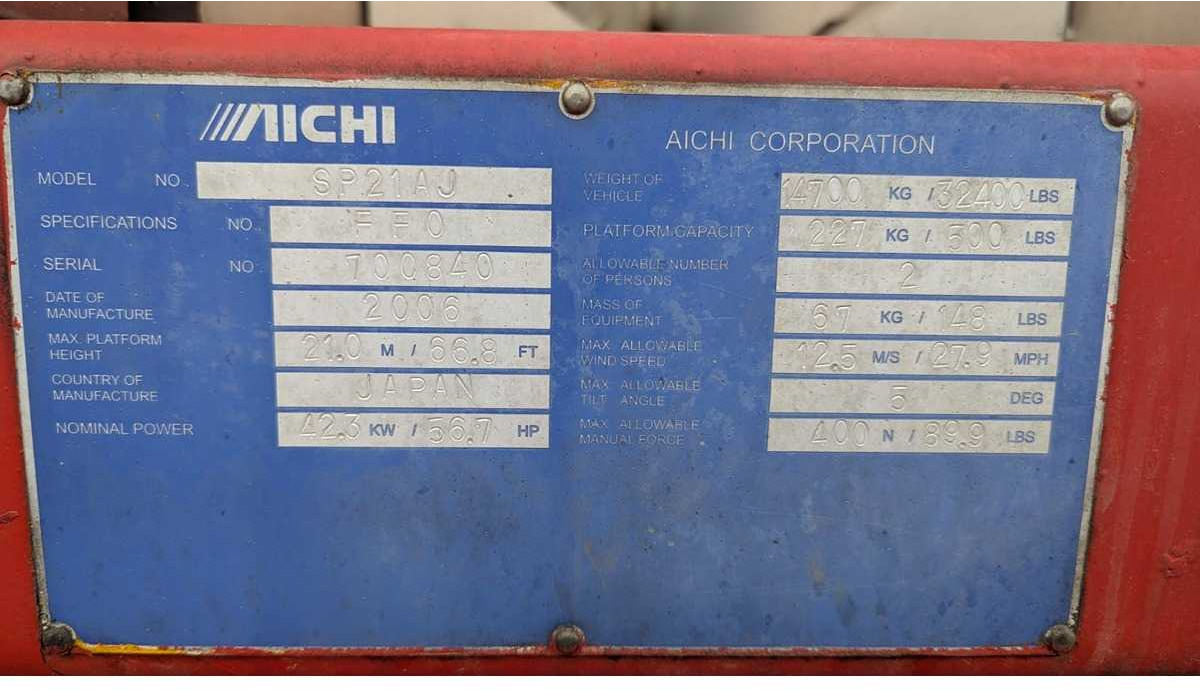 AICHI
MODEL NO. SP21AJ
SPECIFICATIONS NO. FFO
SERIAL NO. 700840
DATE OF
MANUFACTURE 2006
MAX. PLATFORM
HEIGHT 21.0 M / 66.8 FT
COUNTRY OF
MANUFACTURE JAPAN
NOMINAL POWER 42.3 KW / 56.7 HP
AICHI CORPORATION
WEIGHT OF
VEHICLE 14700 KG / 32400 LBS
PLATFORM CAPACITY 227 KG / 500 LBS
ALLOWABLE NUMBER
OF PERSONS 2
MASS OF
EQUIPMENT 67 KG / 148 LBS
MAX. ALLOWABLE
WIND SPEED 12.5 M/S / 27.9 MPH
MAX. ALLOWABLE
TILT ANGLE 5 DEG
MAX. ALLOWABLE
MANUAL FORCE 400 N / 89.9 LBS